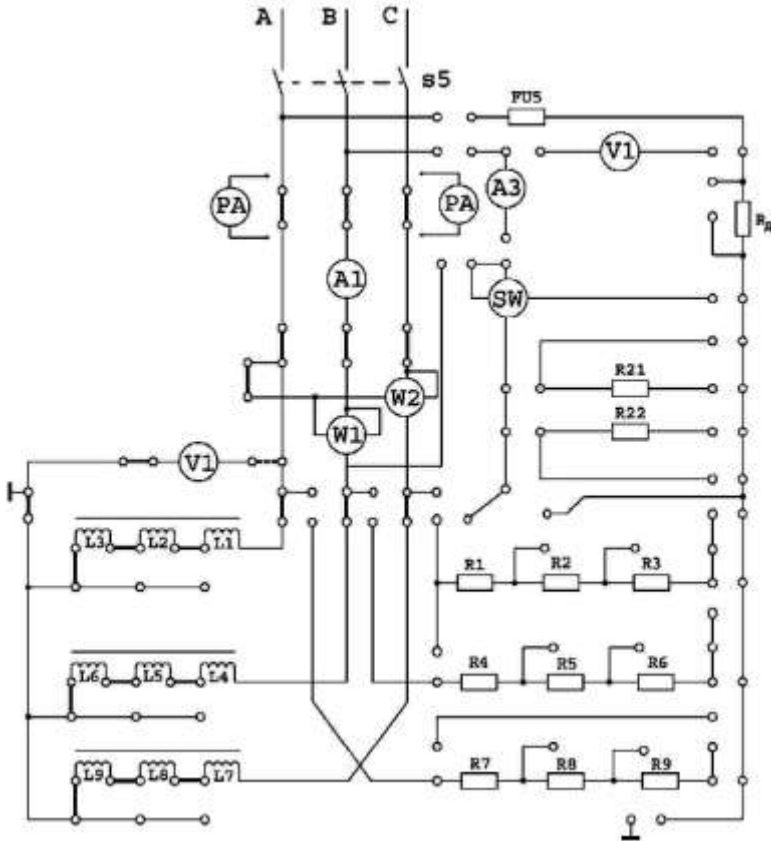 A B C
s5
FU5
V1
PA PA A3
Rд
A1
SW
R21
W2
W1
R22
V1
L3 L2 L1
R1 R2 R3
L6 L5 L4
R4 R5 R6
L9 L8 L7
R7 R8 R9